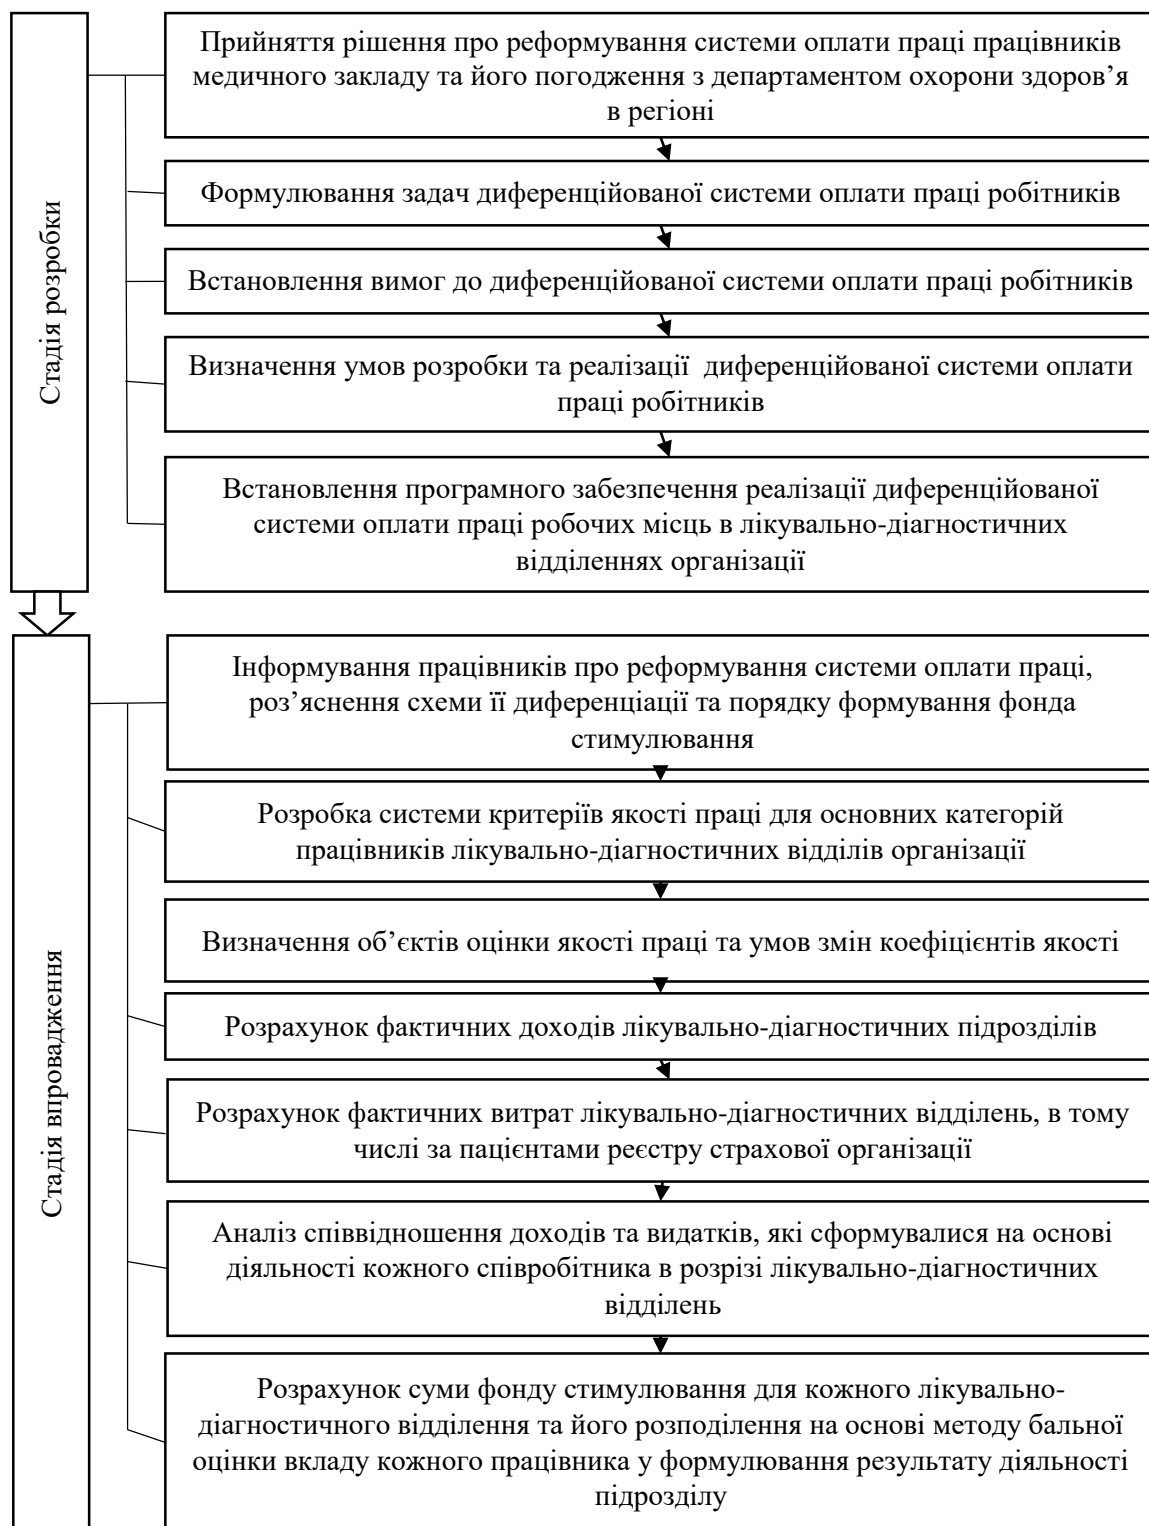 Стадія розробки
Прийняття рішення про реформування системи оплати праці працівників
медичного закладу та його погодження з департаментом охорони здоров’я
в регіоні
Формулювання задач диференційованої системи оплати праці робітників
Встановлення вимог до диференційованої системи оплати праці робітників
Визначення умов розробки та реалізації диференційованої системи оплати
праці робітників
Встановлення програмного забезпечення реалізації диференційованої
системи оплати праці робочих місць в лікувально-діагностичних
відділеннях організації
Стадія впровадження
Інформування працівників про реформування системи оплати праці,
роз’яснення схеми її диференціації та порядку формування фонда
стимулювання
Розробка системи критеріїв якості праці для основних категорій
працівників лікувально-діагностичних відділів організації
Визначення об’єктів оцінки якості праці та умов змін коефіцієнтів якості
Розрахунок фактичних доходів лікувально-діагностичних підрозділів
Розрахунок фактичних витрат лікувально-діагностичних відділень, в тому
числі за пацієнтами реєстру страхової організації
Аналіз співвідношення доходів та видатків, які сформувалися на основі
діяльності кожного співробітника в розрізі лікувально-діагностичних
відділень
Розрахунок суми фонду стимулювання для кожного лікувально-
діагностичного відділення та його розподілення на основі методу бальної
оцінки вкладу кожного працівника у формулювання результату діяльності
підрозділу